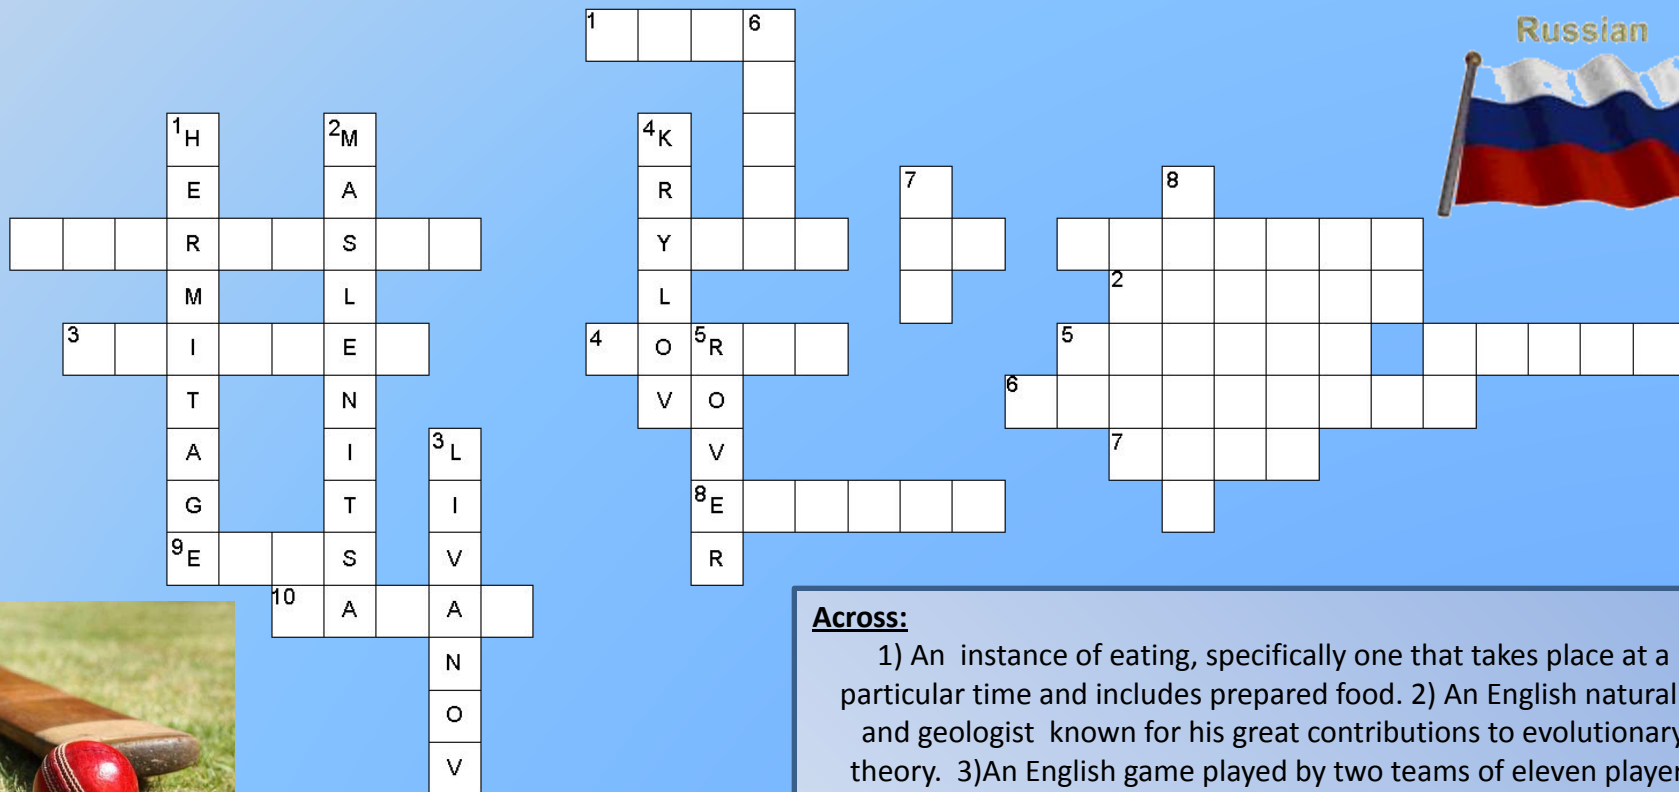 1 6
Russian
1H 2M 4K
E A R 7 8
R S Y
M L L 2
3 I E 4 O 5R 5
T N V O 6
A I 3L V 7
G T I 8E
9E S V R
10 A A
N
O
V
Across:
1) An instance of eating, specifically one that takes place at a
particular time and includes prepared food. 2) An English natural
and geologist known for his great contributions to evolutionary
theory. 3)An English game played by two teams of eleven player